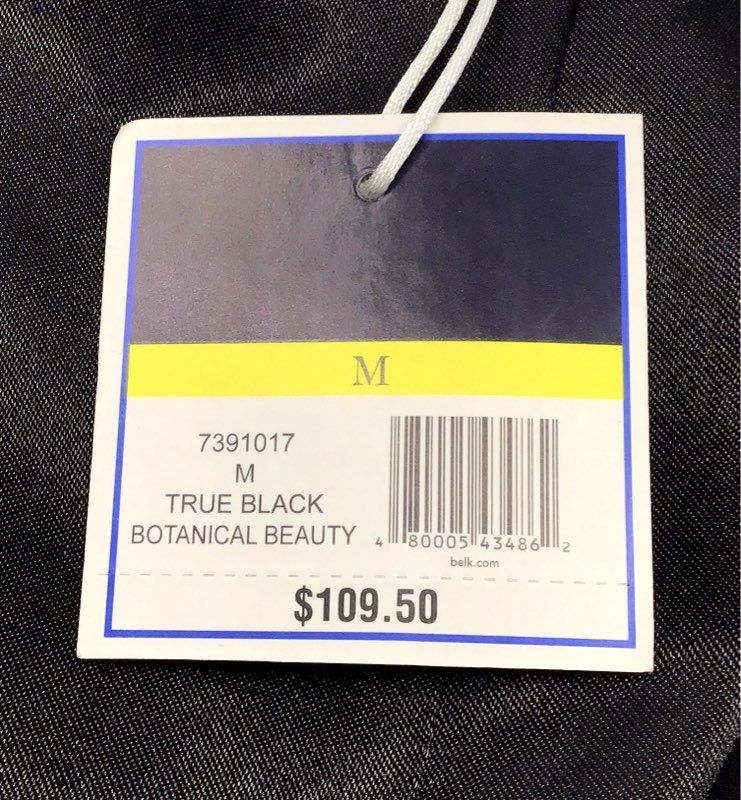 M
7391017
M
TRUE BLACK
BOTANICAL BEAUTY
4 80005 43486 2
belk.com
$109.50